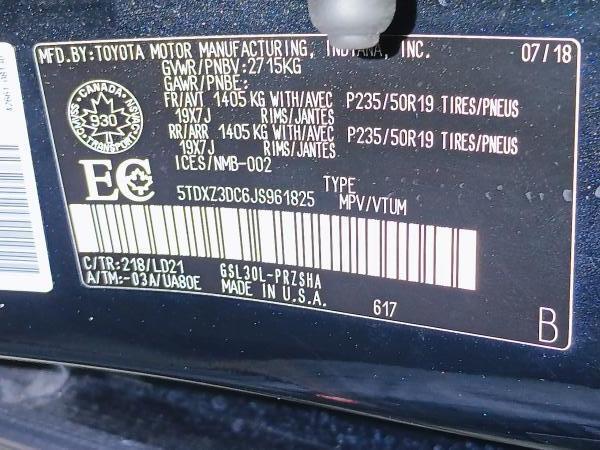 MFD.BY:TOYOTA MOTOR MANUFACTURING, INDIANA, INC. 07/18
GVWR/PNBV:2715KG
GAWR/PNBE:
FR/AVT 1405 KG WITH/AVEC P235/50R19 TIRES/PNEUS
19X7J RIMS/JANTES
RR/ARR 1405 KG WITH/AVEC P235/50R19 TIRES/PNEUS
19X7J RIMS/JANTES
ICES/NMB-002
CANADA
930
TRANSPORT
EC
5TDXZ3DC6JS961825
TYPE
MPV/VTUM
C/TR:218/LD21 GSL30L-PRZSHA
A/TM:-03A/UA80E MADE IN U.S.A.
617
B